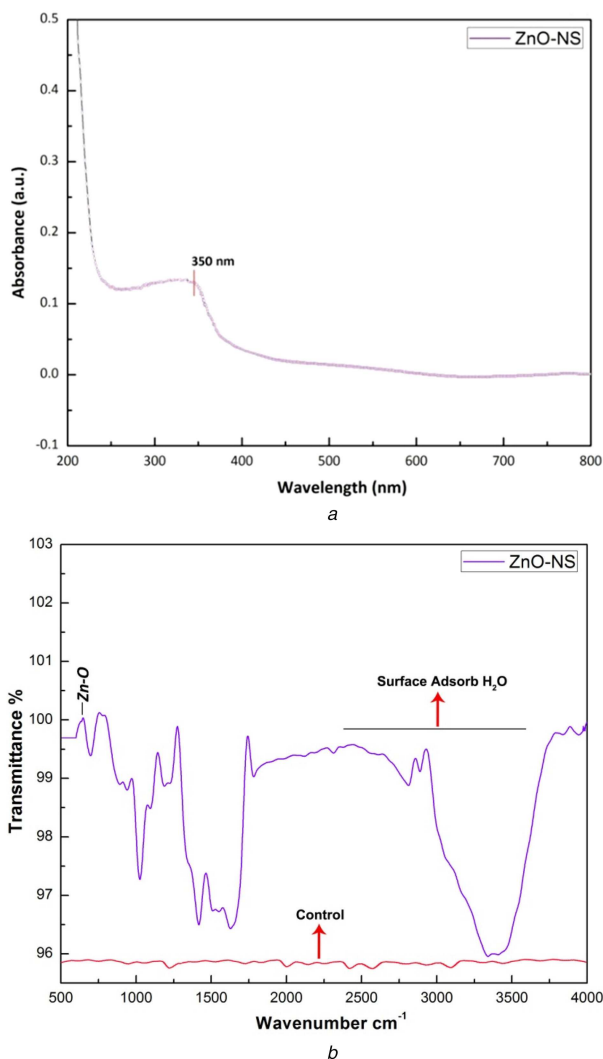 0.5
0.4
0.3
0.2
0.1
0.0
-0.1
Absorbance (a.u.)
ZnO-NS
350 nm
200 300 400 500 600 700 800
Wavelength (nm)
a
103
102
101
100
99
98
97
96
95
Transmittance %
ZnO-NS
Zn-O
Surface Adsorb H₂O
Control
500 1000 1500 2000 2500 3000 3500 4000
Wavenumber cm⁻¹
b